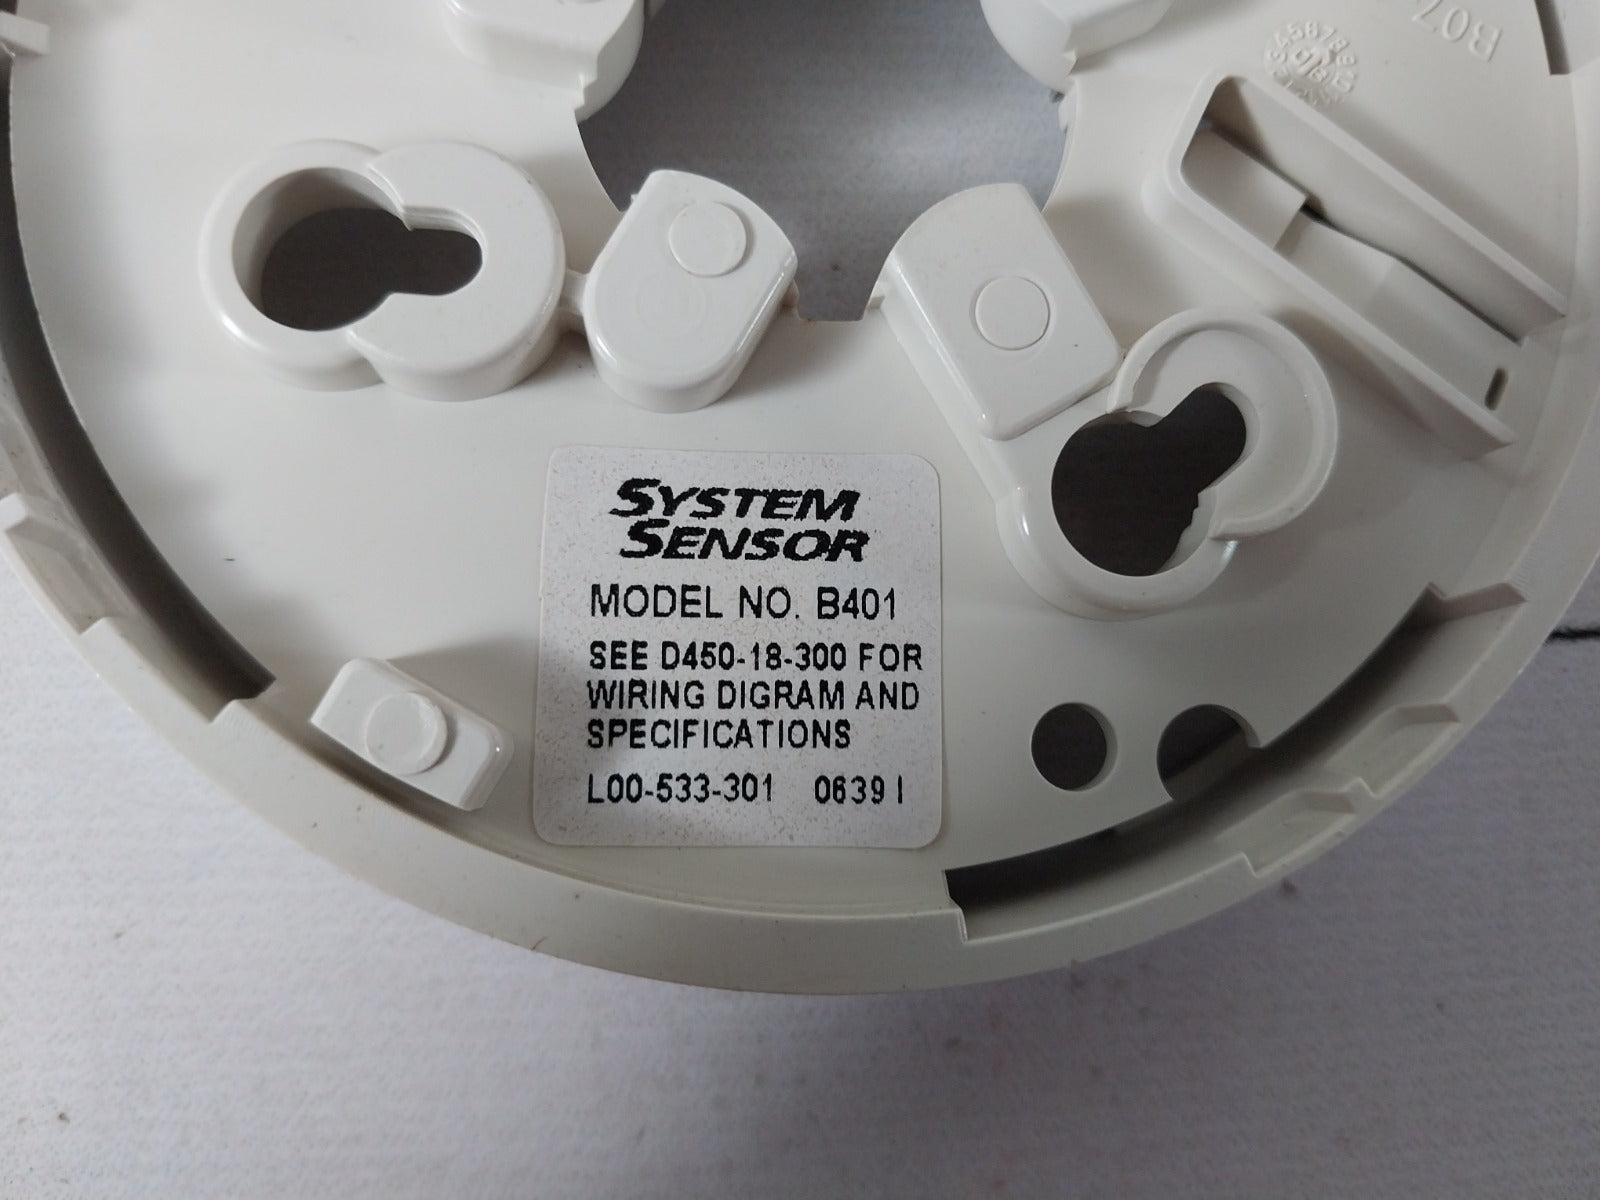 SYSTEM
SENSOR
MODEL NO. B401
SEE D450-18-300 FOR
WIRING DIGRAM AND
SPECIFICATIONS
L00-533-301 0639 I